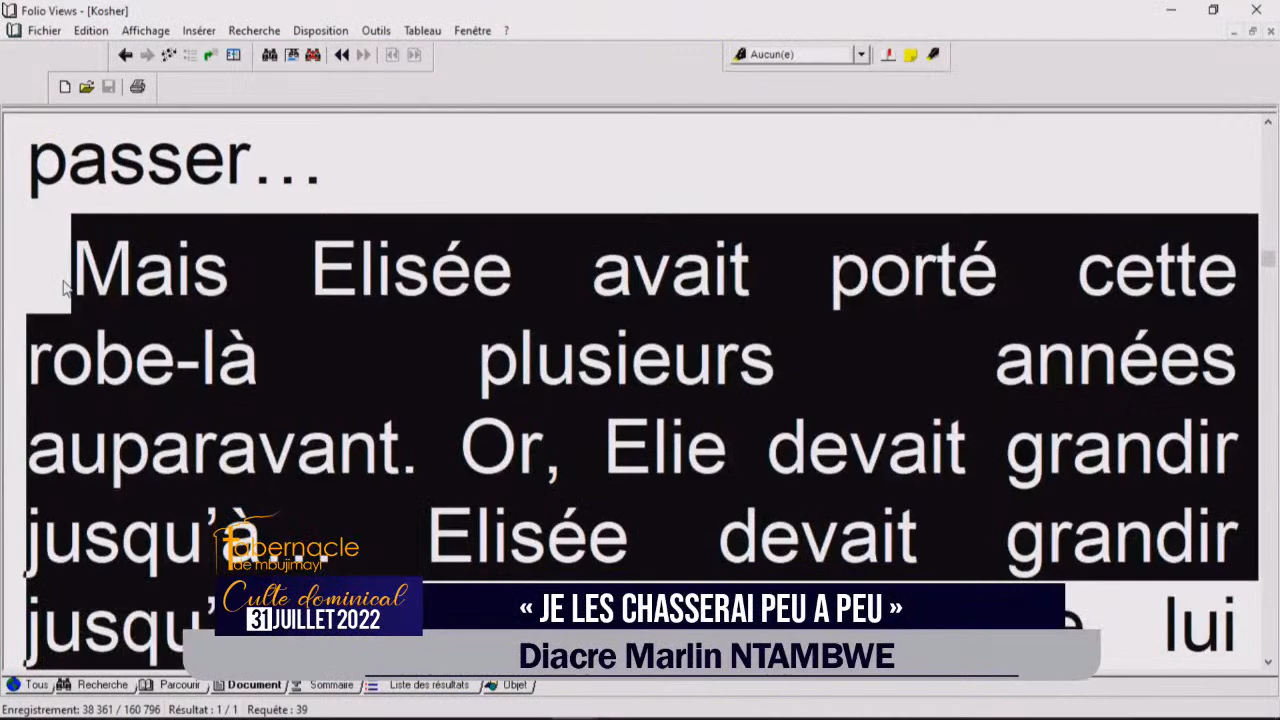 Folio Views - [Kosher]
Fichier Edition Affichage Insérer Recherche Disposition Outils Tableau Fenêtre ?
Aucun(e)
passer…
Mais Elisée avait porté cette
robe-là plusieurs années
auparavant. Or, Elie devait grandir
jusqu’à… Elisée devait grandir
jusqu’ lui
Tabernacle
de mbujimayi
Culte dominical
31 JUILLET 2022
« JE LES CHASSERAI PEU A PEU »
Diacre Marlin NTAMBWE
Tous Recherche Parcourir Document Sommaire Liste des résultats Objet
Enregistrement: 38 361 / 160 796 Résultat : 1 / 1 Requête : 39